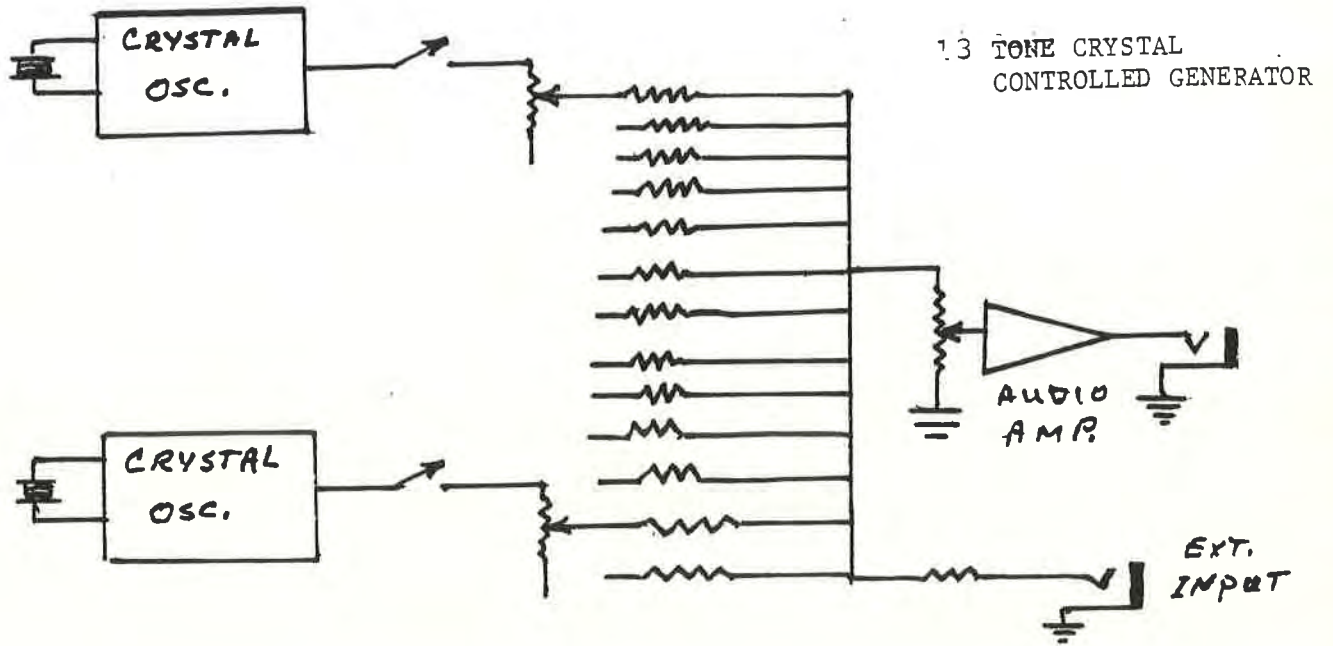 CRYSTAL
OSC.
13 TONE CRYSTAL
CONTROLLED GENERATOR
AUDIO
AMP.
CRYSTAL
OSC.
EXT.
INPUT